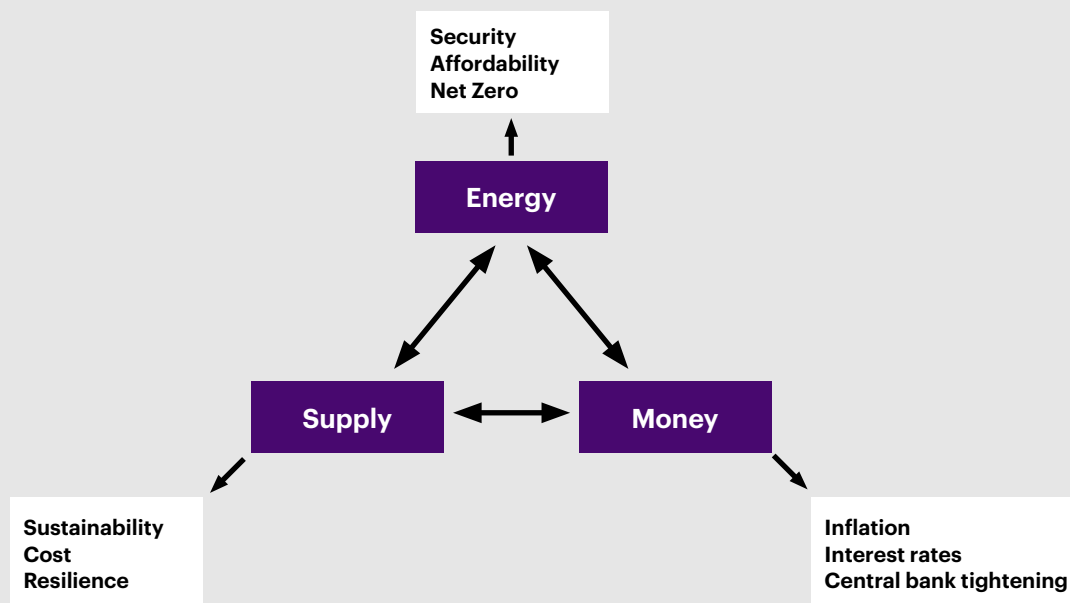 Security
Affordability
Net Zero
Energy
Supply
Money
Sustainability
Cost
Resilience
Inflation
Interest rates
Central bank tightening